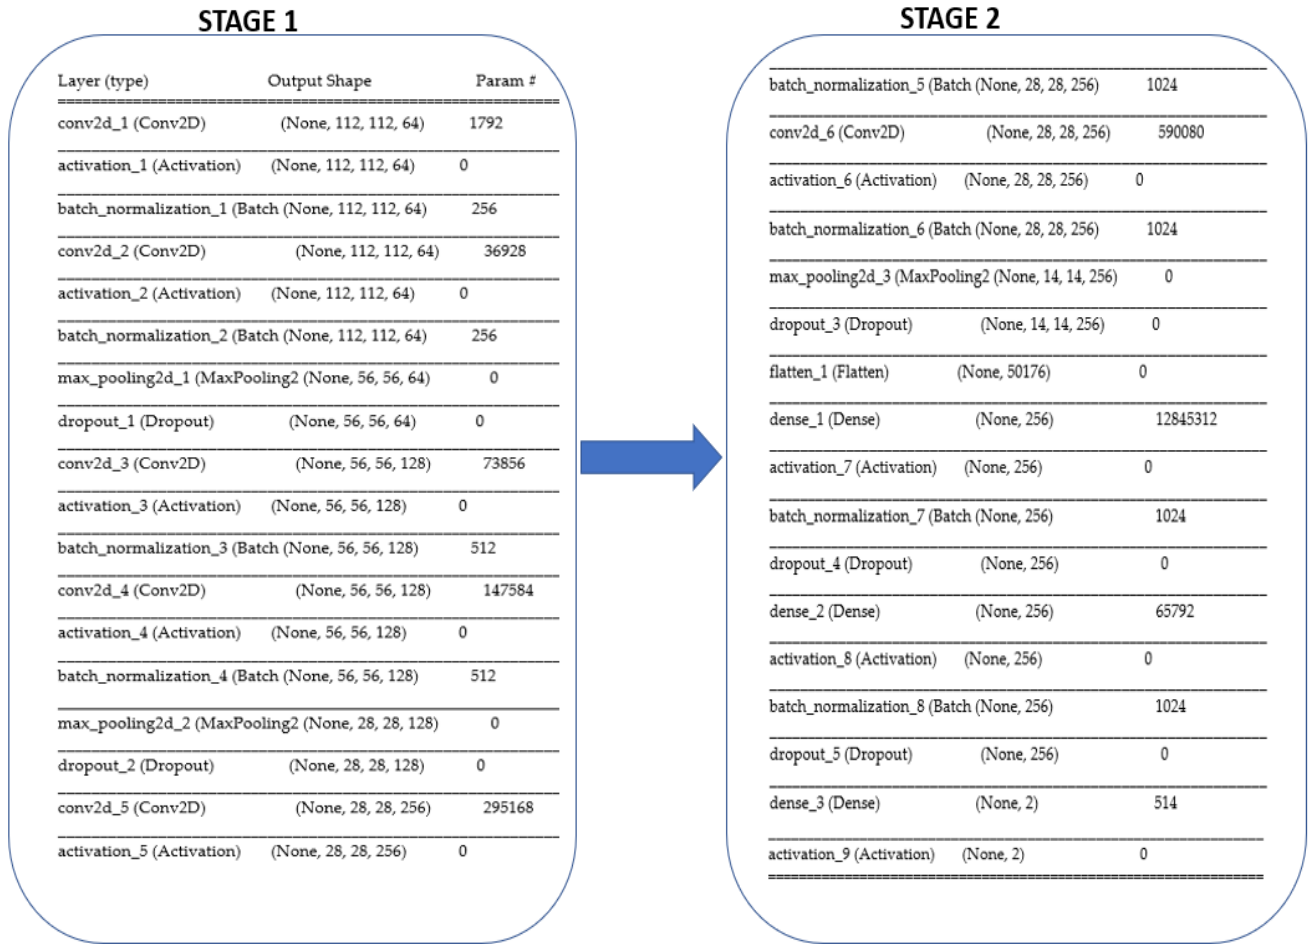 STAGE 1
Layer (type) Output Shape Param #
conv2d_1 (Conv2D) (None, 112, 112, 64) 1792
activation_1 (Activation) (None, 112, 112, 64) 0
batch_normalization_1 (Batch (None, 112, 112, 64) 256
conv2d_2 (Conv2D) (None, 112, 112, 64) 36928
activation_2 (Activation) (None, 112, 112, 64) 0
batch_normalization_2 (Batch (None, 112, 112, 64) 256
max_pooling2d_1 (MaxPooling2 (None, 56, 56, 64) 0
dropout_1 (Dropout) (None, 56, 56, 64) 0
conv2d_3 (Conv2D) (None, 56, 56, 128) 73856
activation_3 (Activation) (None, 56, 56, 128) 0
batch_normalization_3 (Batch (None, 56, 56, 128) 512
conv2d_4 (Conv2D) (None, 56, 56, 128) 147584
activation_4 (Activation) (None, 56, 56, 128) 0
batch_normalization_4 (Batch (None, 56, 56, 128) 512
max_pooling2d_2 (MaxPooling2 (None, 28, 28, 128) 0
dropout_2 (Dropout) (None, 28, 28, 128) 0
conv2d_5 (Conv2D) (None, 28, 28, 256) 295168
activation_5 (Activation) (None, 28, 28, 256) 0
STAGE 2
batch_normalization_5 (Batch (None, 28, 28, 256) 1024
conv2d_6 (Conv2D) (None, 28, 28, 256) 590080
activation_6 (Activation) (None, 28, 28, 256) 0
batch_normalization_6 (Batch (None, 28, 28, 256) 1024
max_pooling2d_3 (MaxPooling2 (None, 14, 14, 256) 0
dropout_3 (Dropout) (None, 14, 14, 256) 0
flatten_1 (Flatten) (None, 50176) 0
dense_1 (Dense) (None, 256) 12845312
activation_7 (Activation) (None, 256) 0
batch_normalization_7 (Batch (None, 256) 1024
dropout_4 (Dropout) (None, 256) 0
dense_2 (Dense) (None, 256) 65792
activation_8 (Activation) (None, 256) 0
batch_normalization_8 (Batch (None, 256) 1024
dropout_5 (Dropout) (None, 256) 0
dense_3 (Dense) (None, 2) 514
activation_9 (Activation) (None, 2) 0